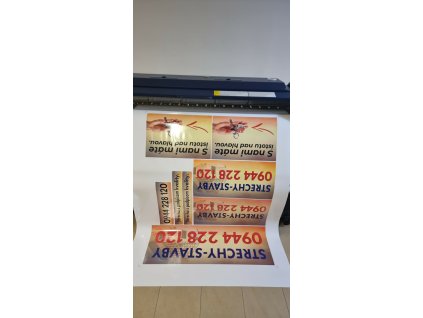 S nami máte
istotu nad hlavou.
S nami máte
istotu nad hlavou.
STRECHY-STAVBY
0944 228 120
STRECHY-STAVBY
0944 228 120
0944 228 120
STRECHY-STAVBY
0944 228 120